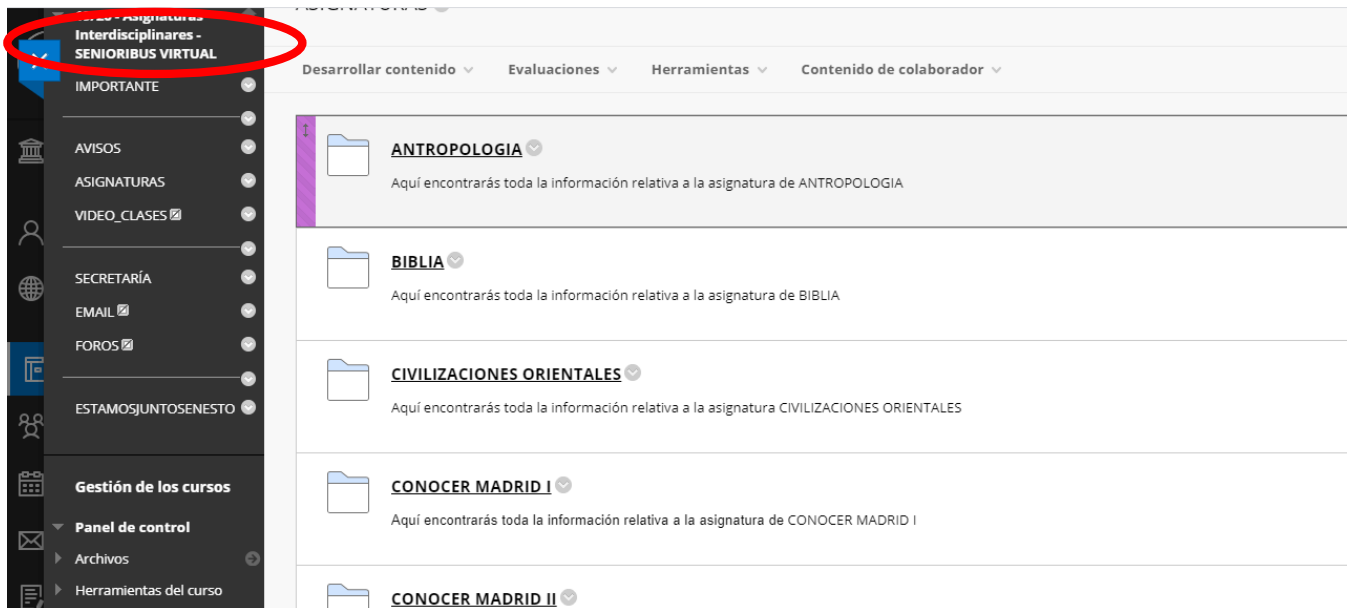 19/20 - Asignaturas
Interdisciplinares -
SENIORIBUS VIRTUAL
IMPORTANTE
AVISOS
ASIGNATURAS
VIDEO_CLASES
SECRETARÍA
EMAIL
FOROS
ESTAMOSJUNTOSENESTO
Gestión de los cursos
Panel de control
Archivos
Herramientas del curso
ASIGNATURAS
Desarrollar contenido Evaluaciones Herramientas Contenido de colaborador
ANTROPOLOGIA
Aquí encontrarás toda la información relativa a la asignatura de ANTROPOLOGIA
BIBLIA
Aquí encontrarás toda la información relativa a la asignatura de BIBLIA
CIVILIZACIONES ORIENTALES
Aquí encontrarás toda la información relativa a la asignatura CIVILIZACIONES ORIENTALES
CONOCER MADRID I
Aquí encontrarás toda la información relativa a la asignatura de CONOCER MADRID I
CONOCER MADRID II